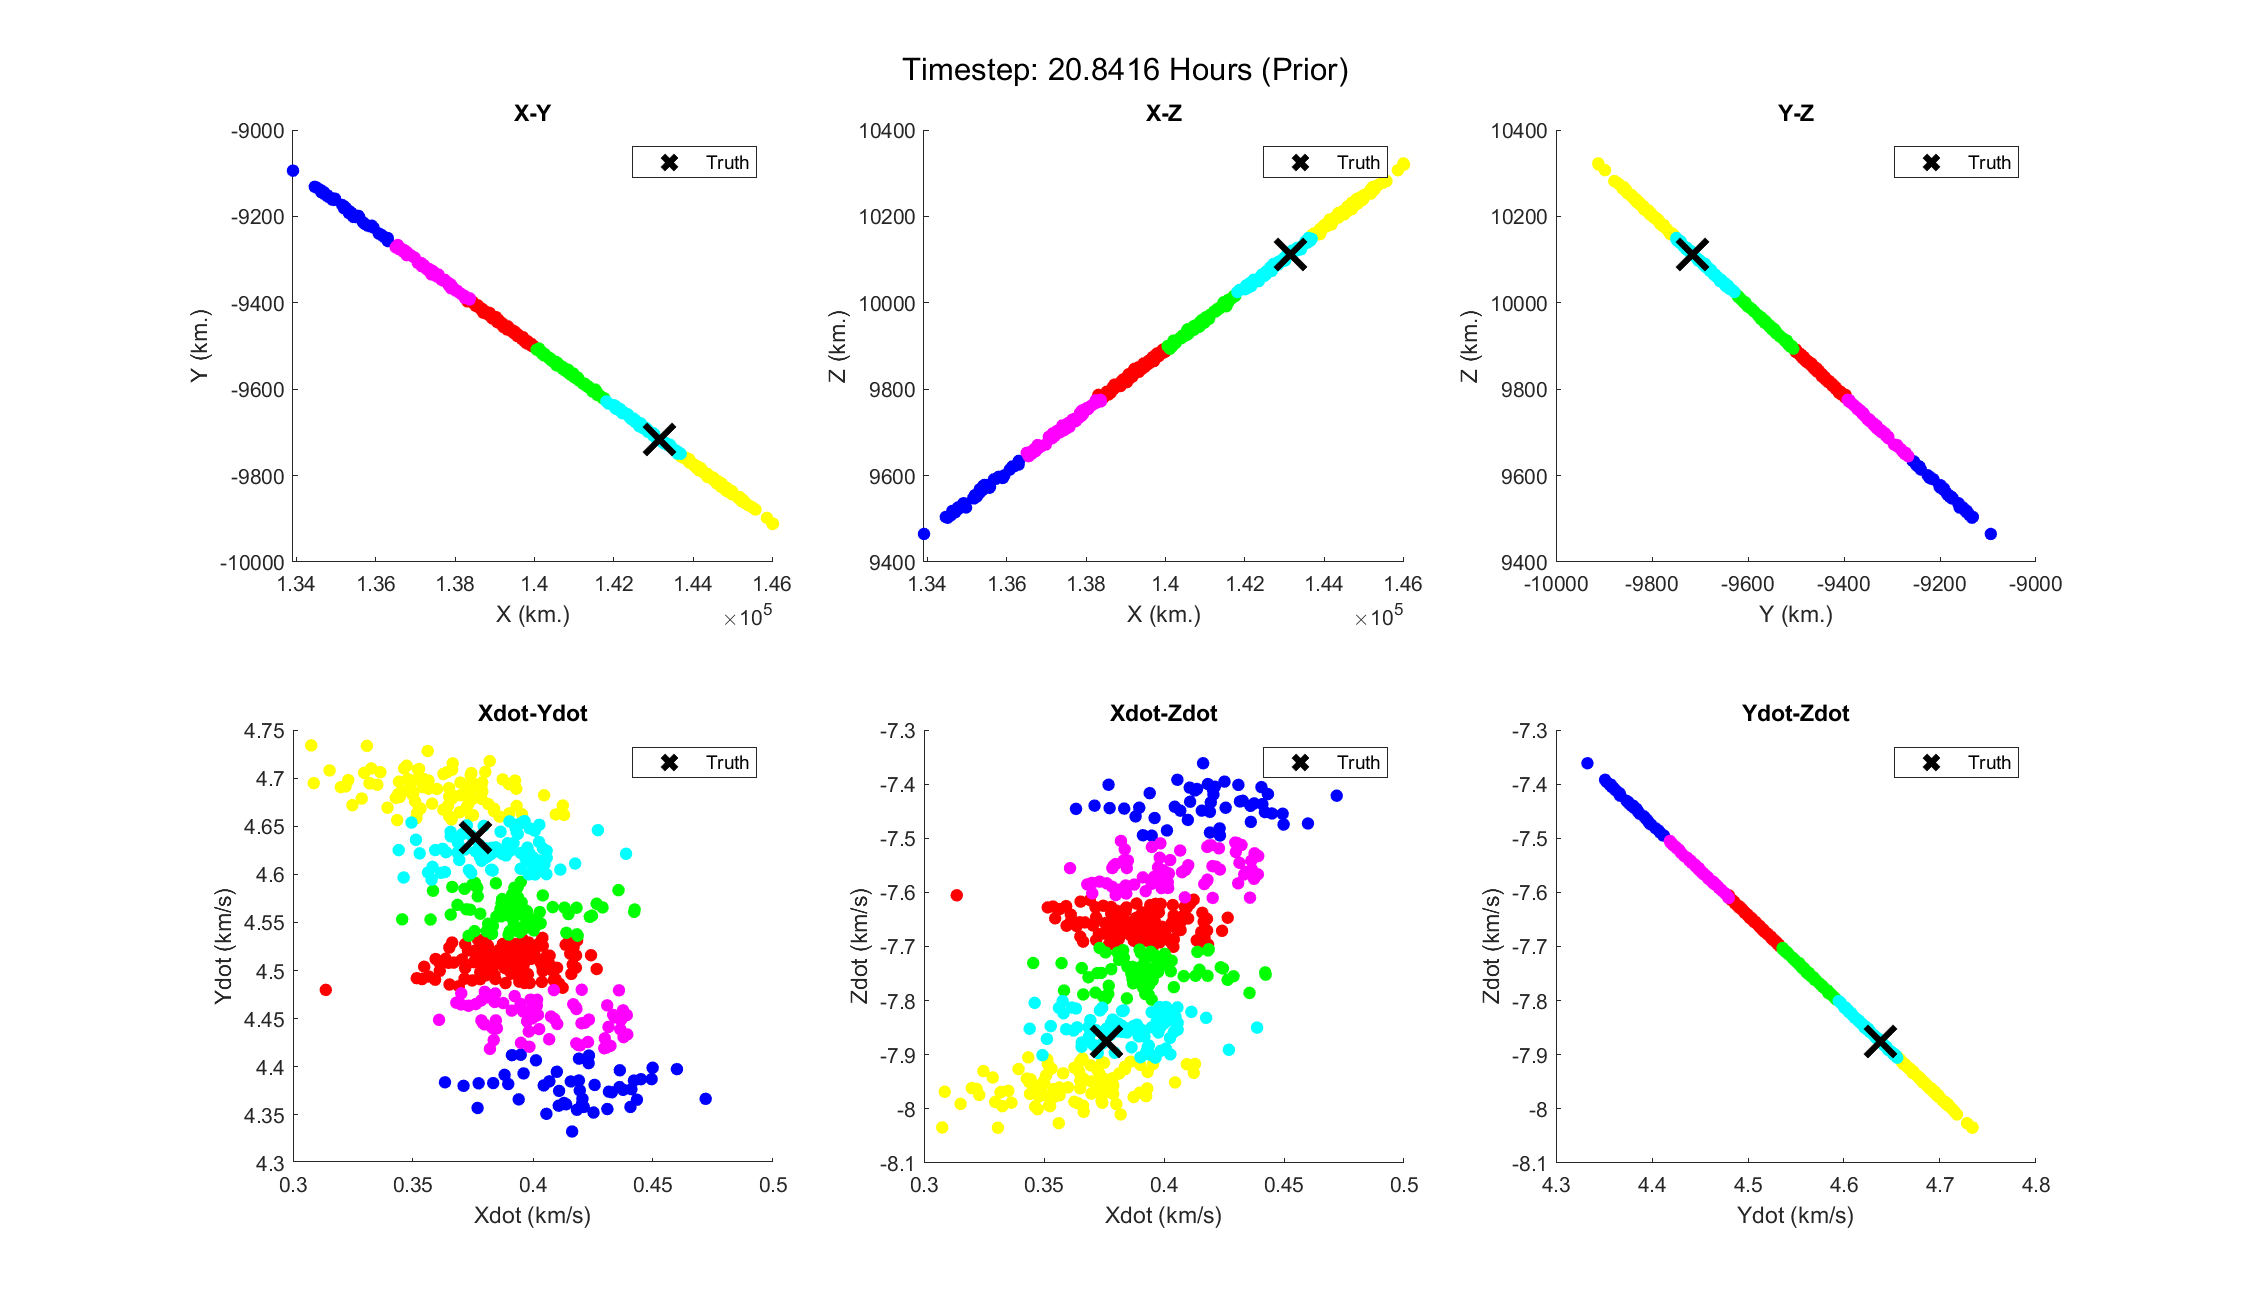 Timestep: 20.8416 Hours (Prior)
X-Y
-9000
-9200
-9400
-9600
-9800
-10000
Y (km.)
Truth
1.34 1.36 1.38 1.4 1.42 1.44 1.46
X (km.)
×10^5
X-Z
10400
10200
10000
9800
9600
9400
Z (km.)
Truth
1.34 1.36 1.38 1.4 1.42 1.44 1.46
X (km.)
×10^5
Y-Z
10400
10200
10000
9800
9600
9400
Z (km.)
Truth
-10000 -9800 -9600 -9400 -9200 -9000
Y (km.)
Xdot-Ydot
4.75
4.7
4.65
4.6
4.55
4.5
4.45
4.4
4.35
4.3
Ydot (km/s)
Truth
0.3 0.35 0.4 0.45 0.5
Xdot (km/s)
Xdot-Zdot
-7.3
-7.4
-7.5
-7.6
-7.7
-7.8
-7.9
-8
-8.1
Zdot (km/s)
Truth
0.3 0.35 0.4 0.45 0.5
Xdot (km/s)
Ydot-Zdot
-7.3
-7.4
-7.5
-7.6
-7.7
-7.8
-7.9
-8
-8.1
Zdot (km/s)
Truth
4.3 4.4 4.5 4.6 4.7 4.8
Ydot (km/s)